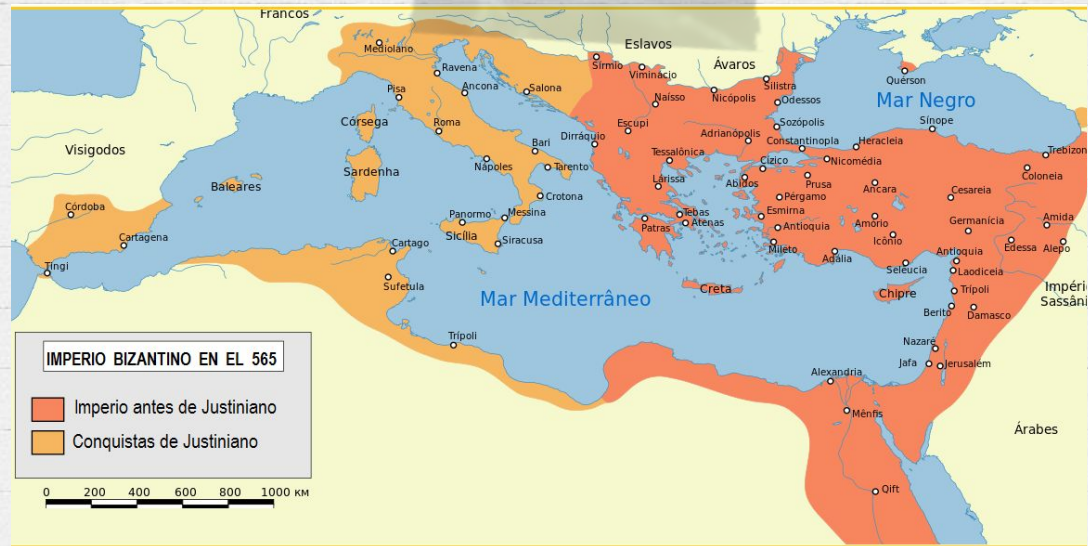 Francos
Mediolano
Eslavos
Ávaros
Sírmio
Viminácio
Quérson
Ravena
Ancona
Salona
Naísso
Nicópolis
Silistra
Odessos
Mar Negro
Pisa
Córsega
Roma
Escupi
Sozópolis
Sínope
Visigodos
Bari
Dirráquio
Adrianópolis
Constantinopla
Heracleia
Trebizon
Baleares
Sardenha
Nápoles
Tarento
Tessalônica
Cízico
Nicomédia
Coloneia
Córdoba
Crotona
Lárissa
Abidos
Prusa
Ancara
Cesareia
Pérgamo
Cartagena
Panormo
Messina
Sicília
Siracusa
Tebas
Atenas
Patras
Esmirna
Antioquia
Amório
Icônio
Germanícia
Amida
Edessa
Alepo
Tingi
Cartago
Sufetula
Mileto
Atália
Selêucia
Antioquia
Laodiceia
Creta
Chipre
Trípoli
Império
Sassâni
Mar Mediterrâneo
Berito
Damasco
Trípoli
Nazaré
Jafa
Jerusalém
Alexandria
Mênfis
Árabes
Qift
IMPERIO BIZANTINO EN EL 565
Imperio antes de Justiniano
Conquistas de Justiniano
0 200 400 600 800 1000 км